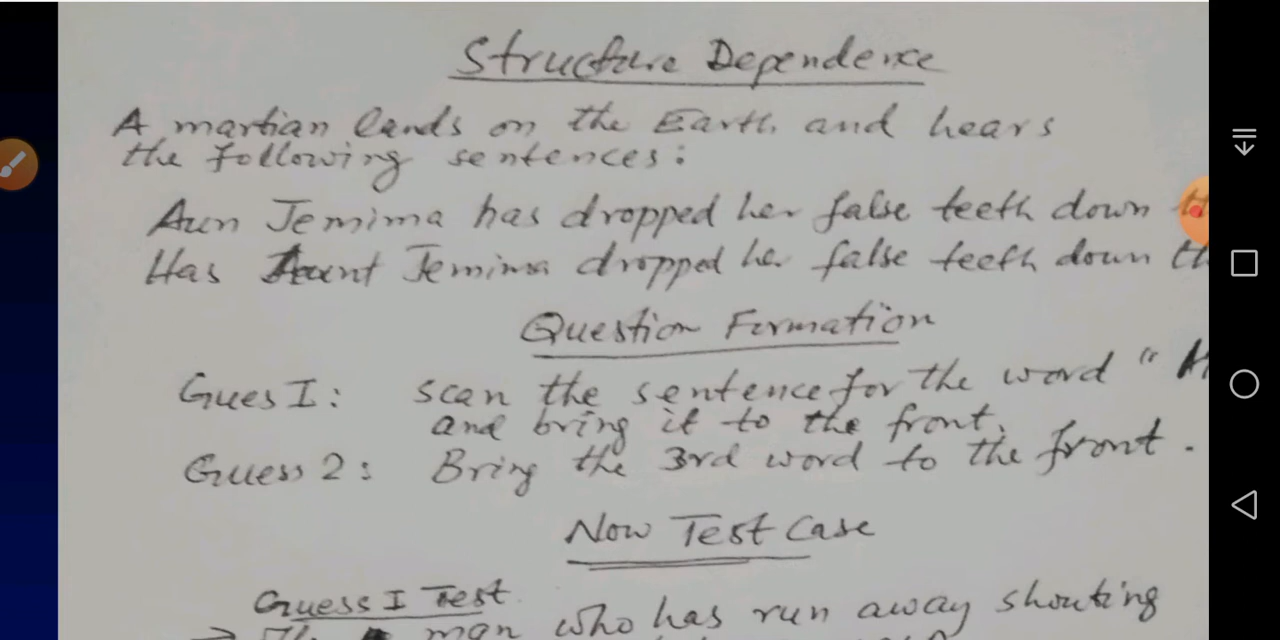 Structure Dependence
A martian lands on the Earth and hears
the following sentences:
Aun Jemima has dropped her false teeth down
Has Aunt Jemima dropped her false teeth down
Question Formation
Gues I: scan the sentence for the word "
and bring it to the front.
Guess 2: Bring the 3rd word to the front.
Now Test Case
Guess I Test
man who has run away shouting